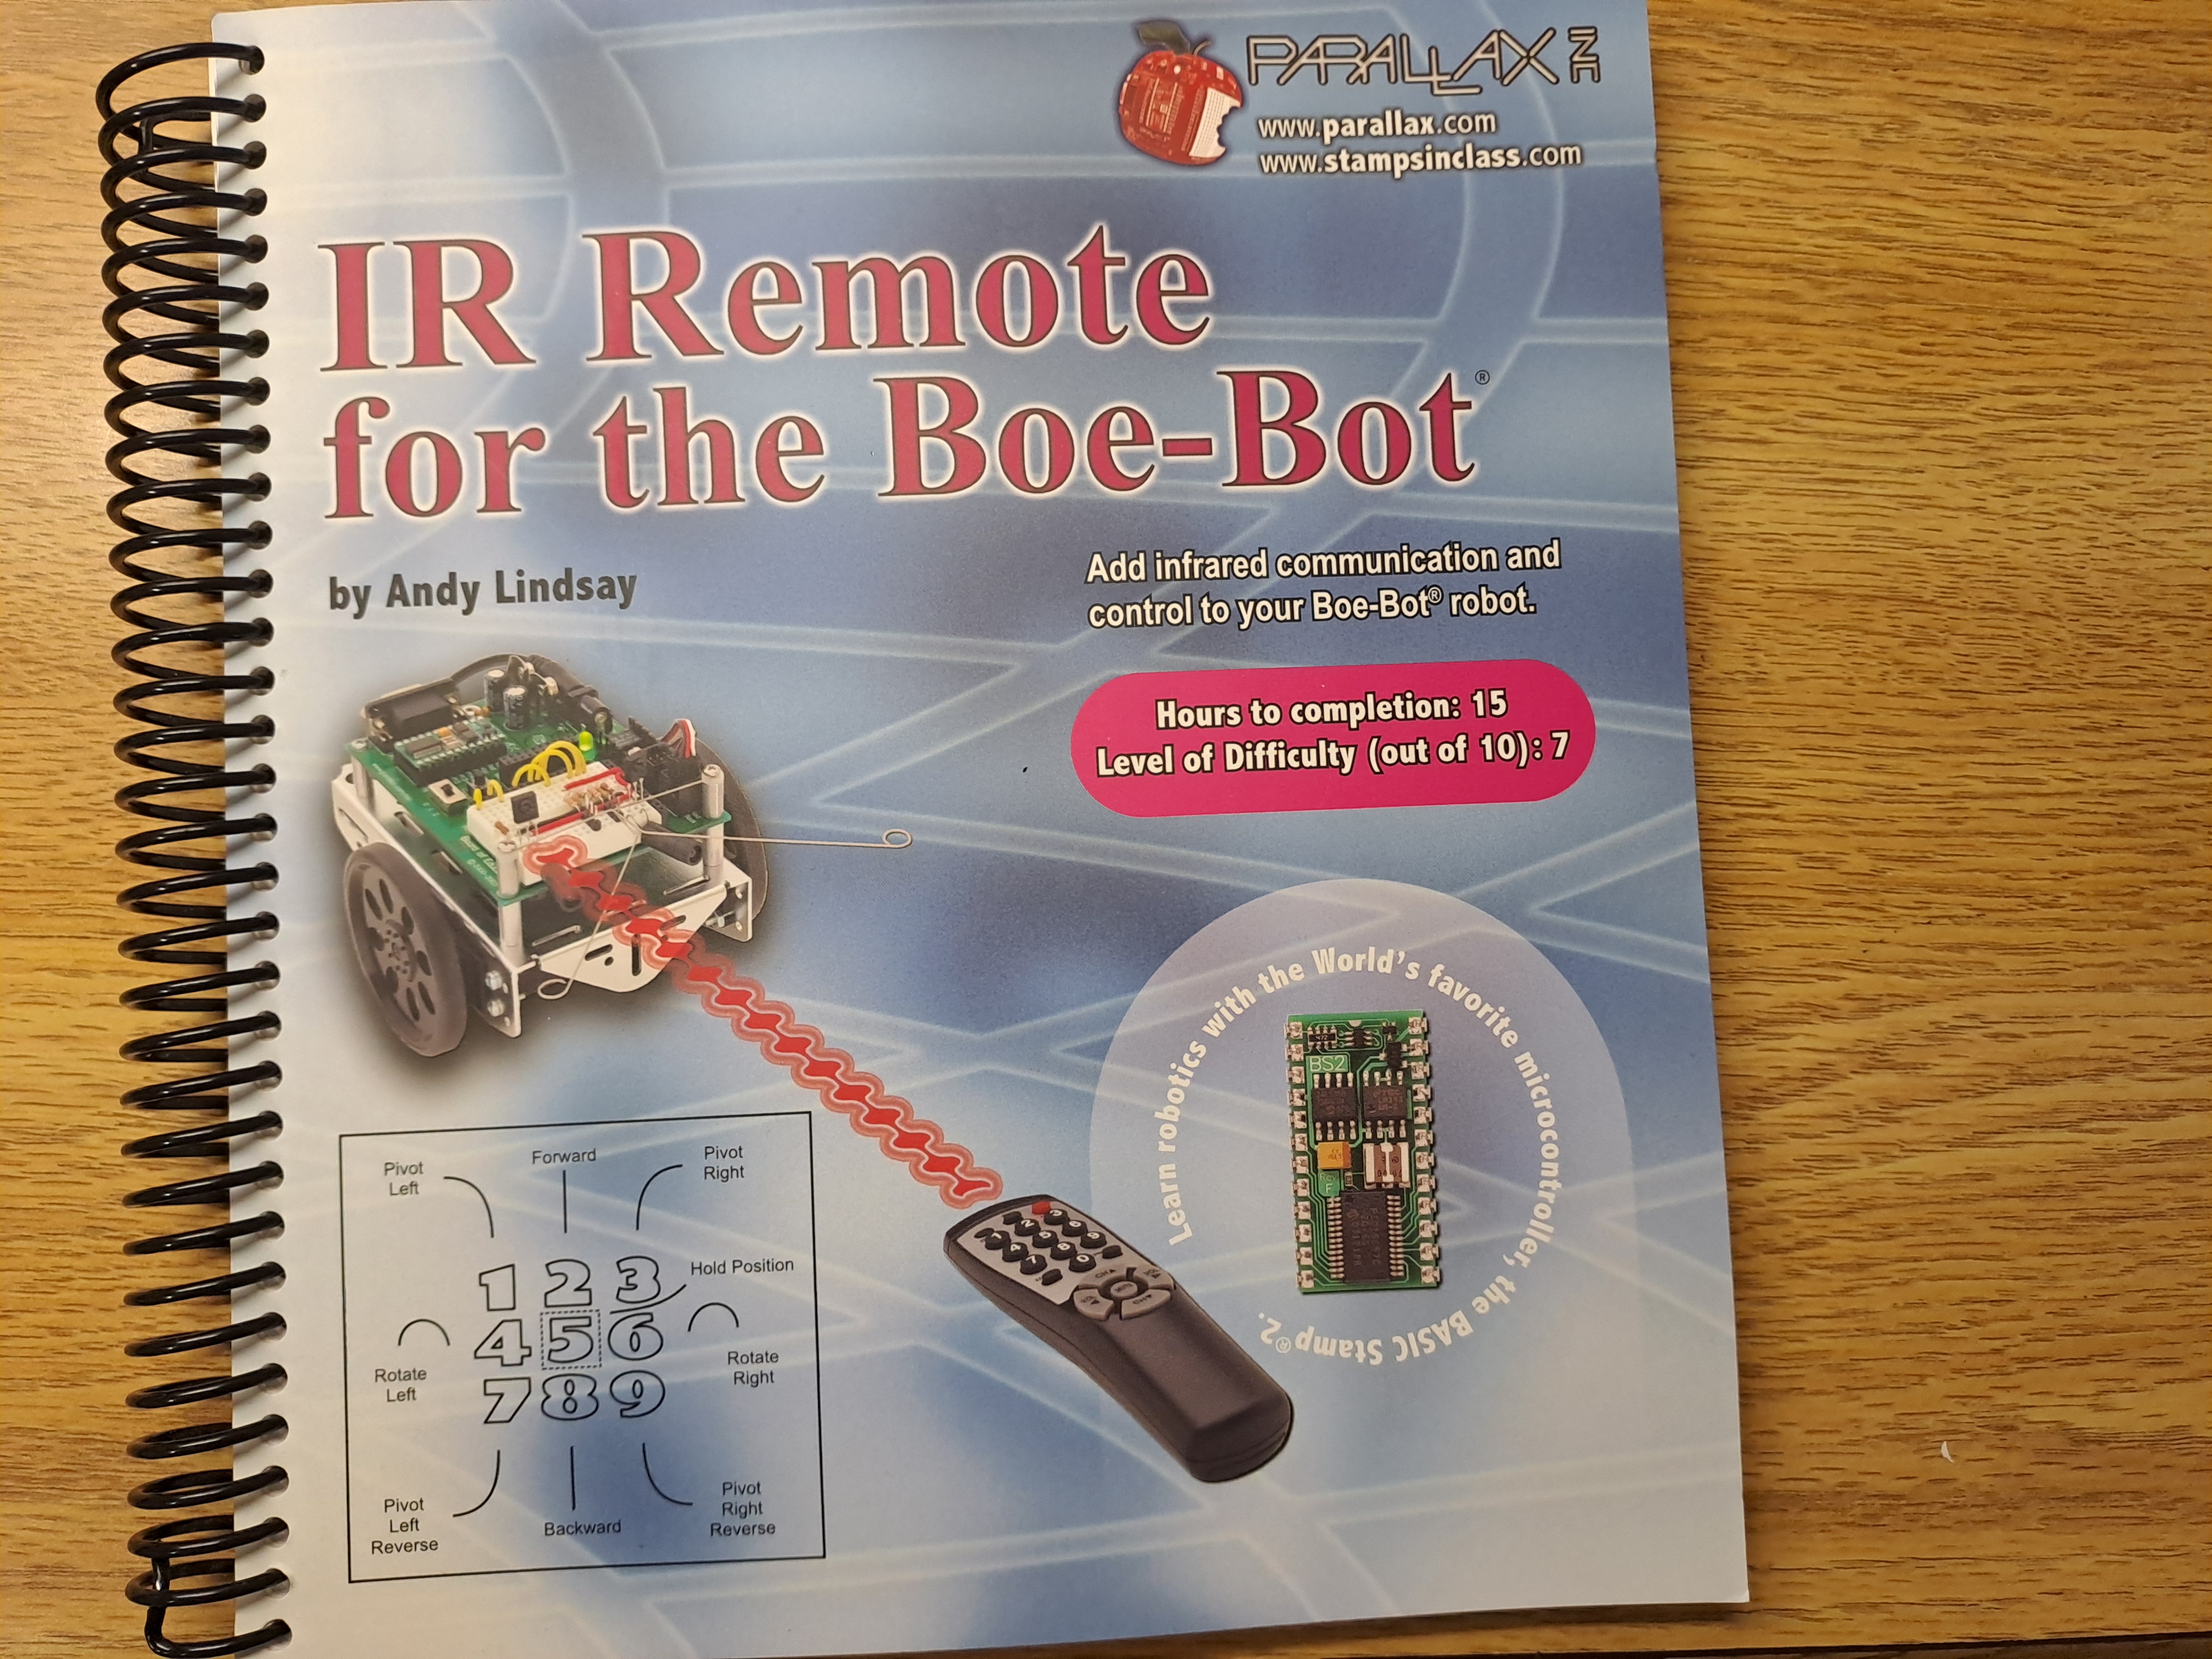 PARALLAX
www.parallax.com
www.stampsinclass.com
IR Remote
for the Boe-Bot®
by Andy Lindsay
Add infrared communication and
control to your Boe-Bot® robot.
Hours to completion: 15
Level of Difficulty (out of 10): 7
Learn robotics with the World's favorite microcontroller, the BASIC Stamp® 2.
BS2
Pivot
Left
Forward
Pivot
Right
Hold Position
1 2 3
Rotate
Left
4 5 6
Rotate
Right
7 8 9
Pivot
Left
Reverse
Backward
Pivot
Right
Reverse